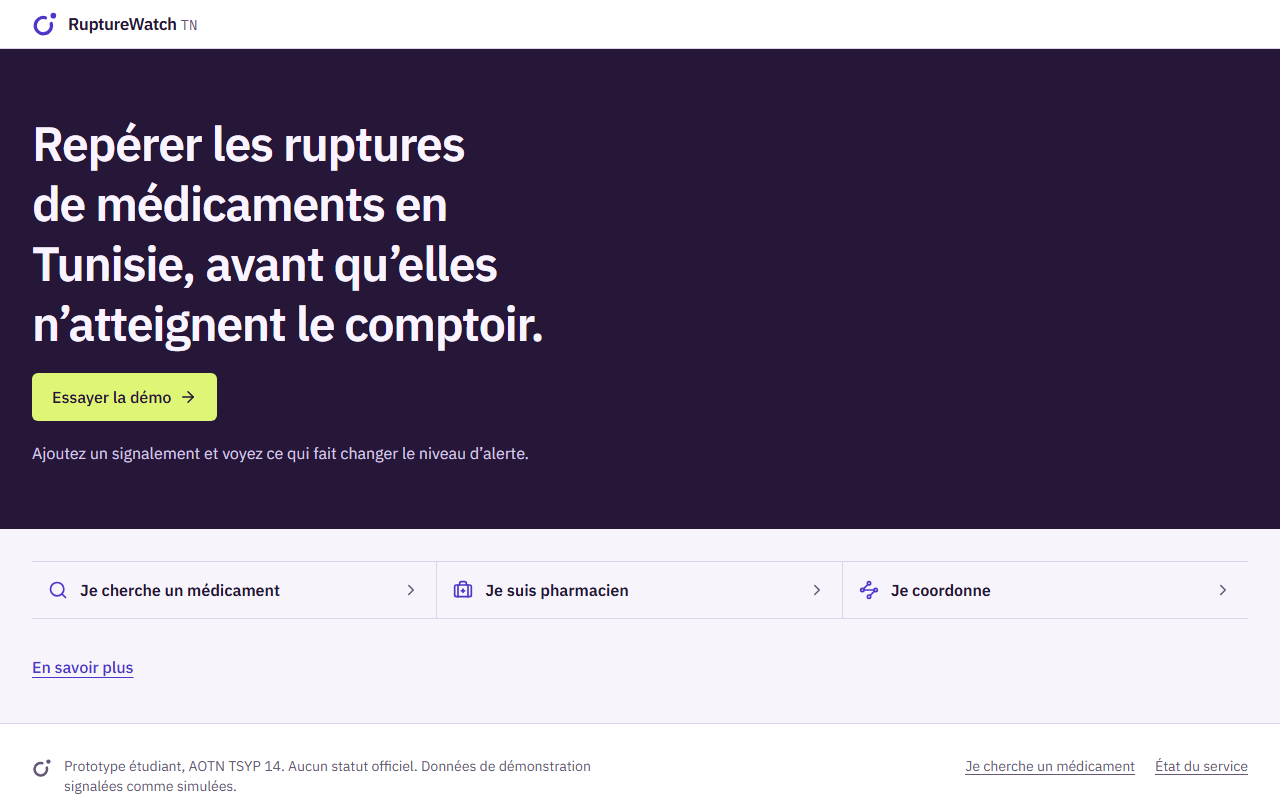 RuptureWatch TN
Repérer les ruptures
de médicaments en
Tunisie, avant qu’elles
n’atteignent le comptoir.
Essayer la démo
Ajoutez un signalement et voyez ce qui fait changer le niveau d’alerte.
Je cherche un médicament
Je suis pharmacien
Je coordonne
En savoir plus
Prototype étudiant, AOTN TSYP 14. Aucun statut officiel. Données de démonstration
signalées comme simulées.
Je cherche un médicament
État du service